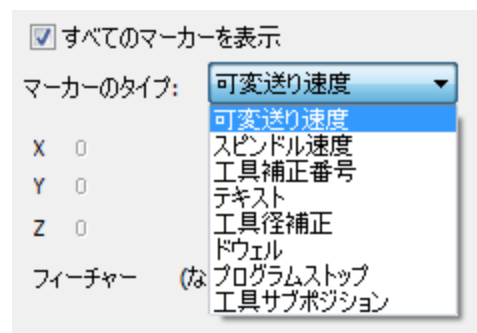 すべてのマーカーを表示
マーカーのタイプ: 可変送り速度
可変送り速度
スピンドル速度
X 0 工具補正番号
テキスト
Y 0 工具径補正
Z 0 ドウェル
フィーチャー (な プログラムストップ
工具サブポジション